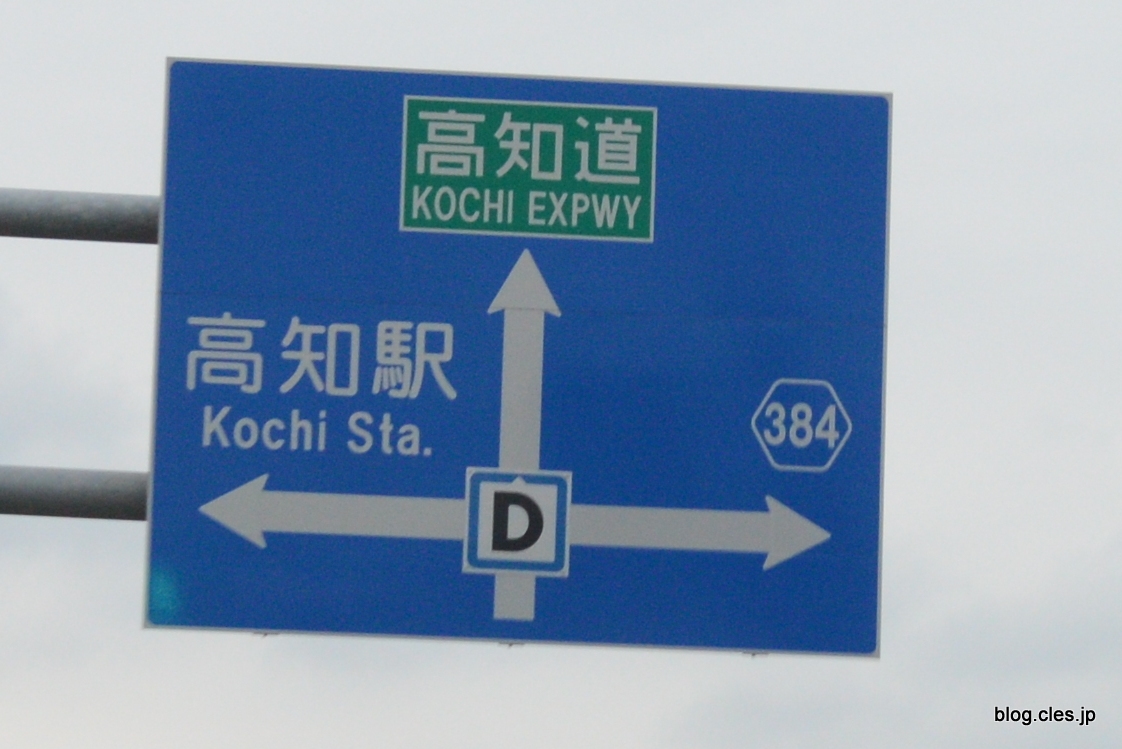 高知道
KOCHI EXPWY
高知駅
Kochi Sta.
384
D
blog.cles.jp